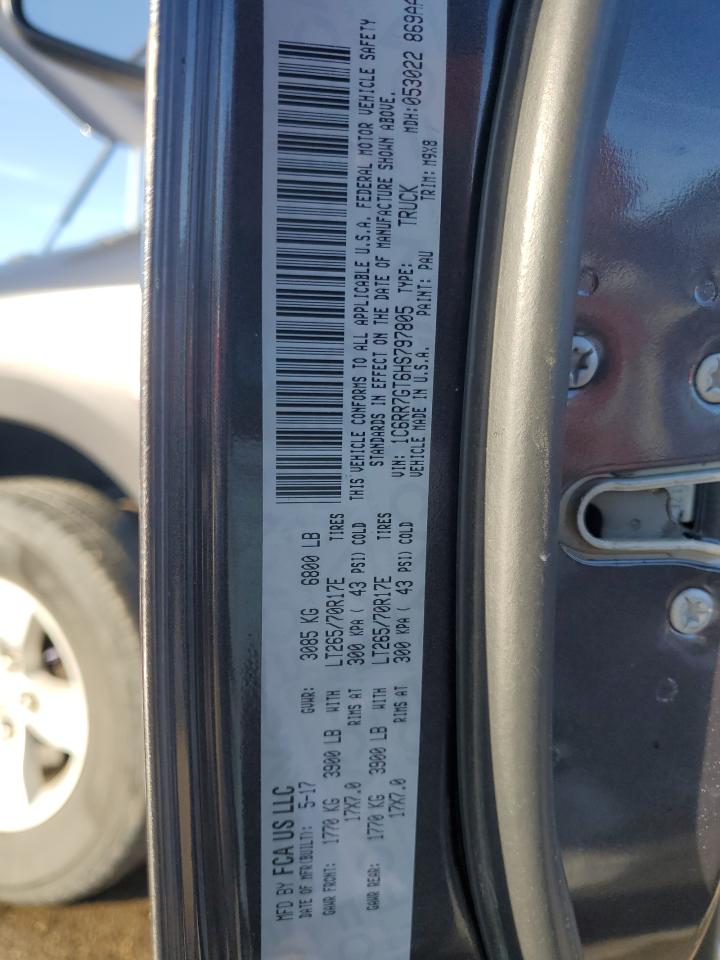 MFD BY FCA US LLC
DATE OF MFR(BUILT): 5-17 GVWR: 3085 KG 6800 LB
GAWR FRONT: 1770 KG 3900 LB WITH LT265/70R17E TIRES
17X7.0 RIMS AT 300 KPA ( 43 PSI) COLD
GAWR REAR: 1770 KG 3900 LB WITH LT265/70R17E TIRES
17X7.0 RIMS AT 300 KPA ( 43 PSI) COLD
THIS VEHICLE CONFORMS TO ALL APPLICABLE U.S.A. FEDERAL MOTOR VEHICLE SAFETY
STANDARDS IN EFFECT ON THE DATE OF MANUFACTURE SHOWN ABOVE.
VIN: 1C6RR7GT6HS797805 TYPE: TRUCK MDH:053022 869AA
VEHICLE MADE IN U.S.A. PAINT: PAU TRIM: M9X8